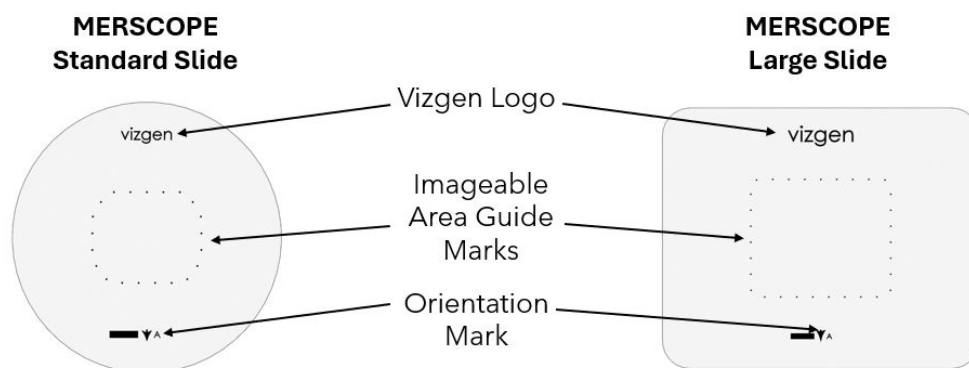 MERSCOPE
Standard Slide
MERSCOPE
Large Slide
Vizgen Logo
vizgen
vizgen
Imageable
Area Guide
Marks
Orientation
Mark
A
A